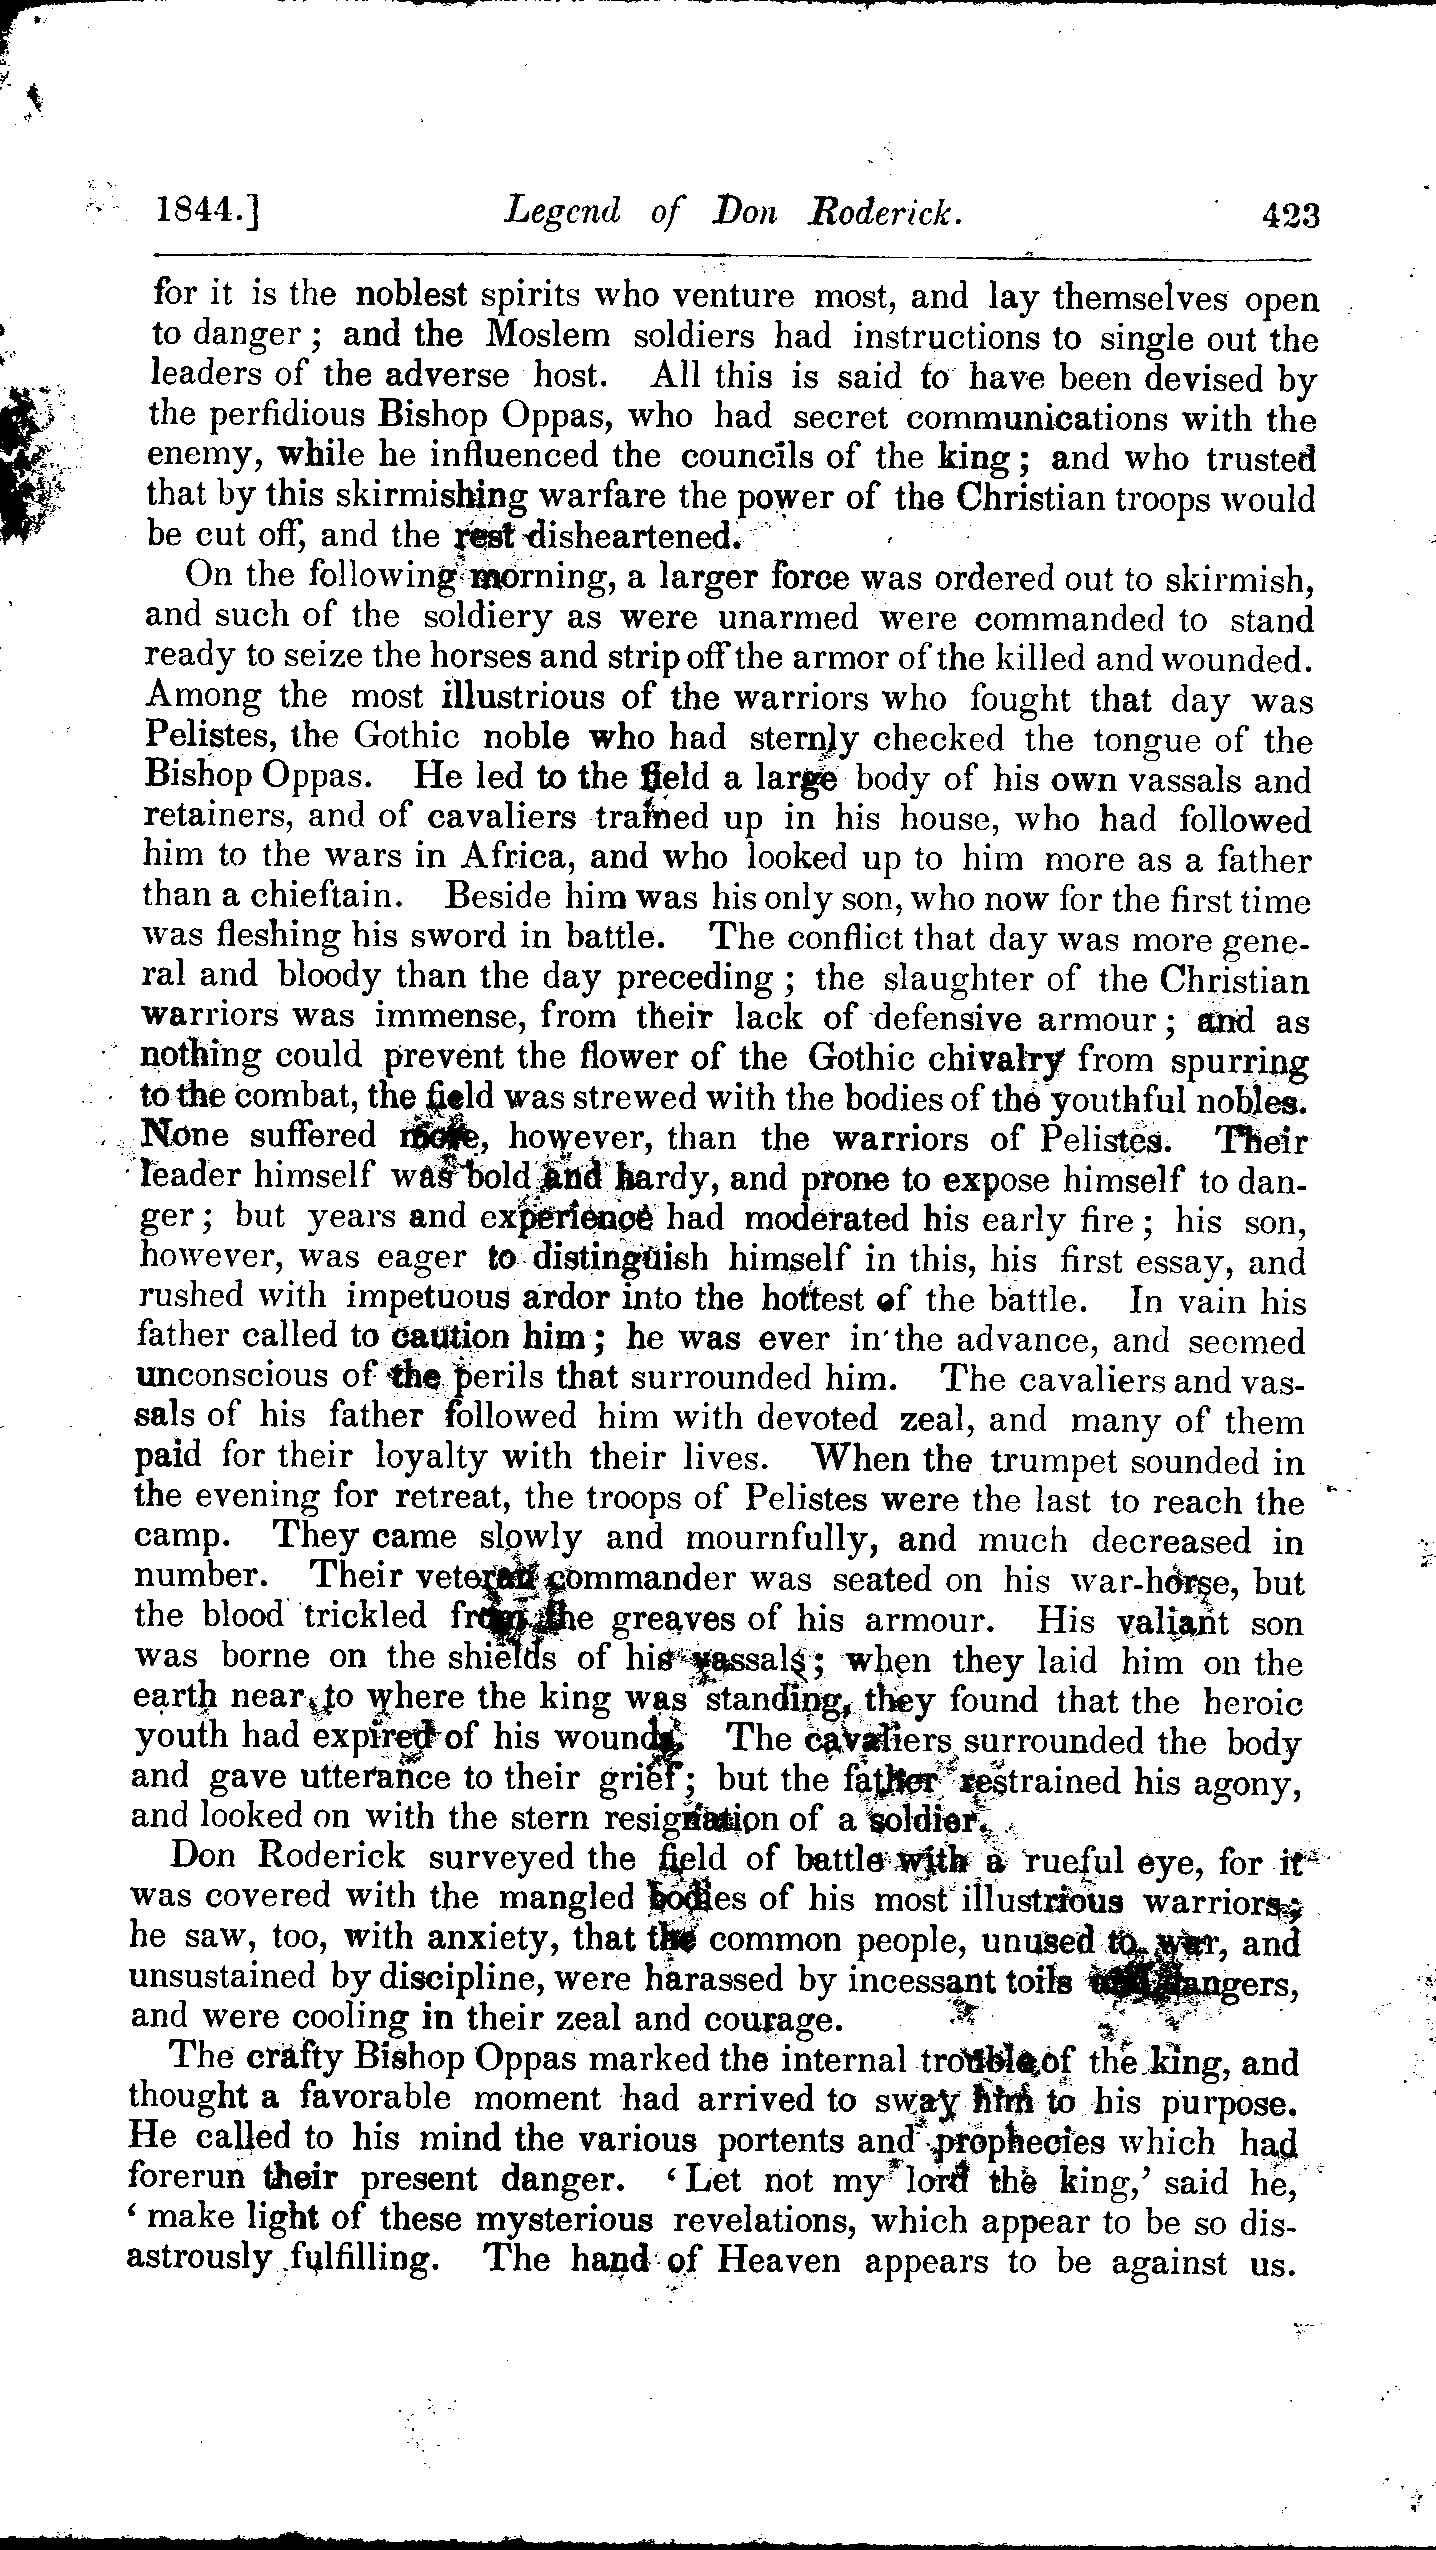 1844.] Legend of Don Roderick. 423
for it is the noblest spirits who venture most, and lay themselves open
to danger ; and the Moslem soldiers had instructions to single out the
leaders of the adverse host. All this is said to have been devised by
the perfidious Bishop Oppas, who had secret communications with the
enemy, while he influenced the councils of the king ; and who trusted
that by this skirmishing warfare the power of the Christian troops would
be cut off, and the rest disheartened.
On the following morning, a larger force was ordered out to skirmish,
and such of the soldiery as were unarmed were commanded to stand
ready to seize the horses and strip off the armor of the killed and wounded.
Among the most illustrious of the warriors who fought that day was
Pelistes, the Gothic noble who had sternly checked the tongue of the
Bishop Oppas. He led to the field a large body of his own vassals and
retainers, and of cavaliers trained up in his house, who had followed
him to the wars in Africa, and who looked up to him more as a father
than a chieftain. Beside him was his only son, who now for the first time
was fleshing his sword in battle. The conflict that day was more gene-
ral and bloody than the day preceding ; the slaughter of the Christian
warriors was immense, from their lack of defensive armour ; and as
nothing could prevent the flower of the Gothic chivalry from spurring
to the combat, the field was strewed with the bodies of the youthful nobles.
None suffered more, however, than the warriors of Pelistes. Their
leader himself was bold and hardy, and prone to expose himself to dan-
ger ; but years and experience had moderated his early fire ; his son,
however, was eager to distinguish himself in this, his first essay, and
rushed with impetuous ardor into the hottest of the battle. In vain his
father called to caution him ; he was ever in the advance, and seemed
unconscious of the perils that surrounded him. The cavaliers and vas-
sals of his father followed him with devoted zeal, and many of them
paid for their loyalty with their lives. When the trumpet sounded in
the evening for retreat, the troops of Pelistes were the last to reach the
camp. They came slowly and mournfully, and much decreased in
number. Their veteran commander was seated on his war-horse, but
the blood trickled from the greaves of his armour. His valiant son
was borne on the shields of his vassals ; when they laid him on the
earth near to where the king was standing, they found that the heroic
youth had expired of his wounds. The cavaliers surrounded the body
and gave utterance to their grief ; but the father restrained his agony,
and looked on with the stern resignation of a soldier.
Don Roderick surveyed the field of battle with a rueful eye, for it
was covered with the mangled bodies of his most illustrious warriors ;
he saw, too, with anxiety, that the common people, unused to war, and
unsustained by discipline, were harassed by incessant toils and dangers,
and were cooling in their zeal and courage.
The crafty Bishop Oppas marked the internal trouble of the king, and
thought a favorable moment had arrived to sway him to his purpose.
He called to his mind the various portents and prophecies which had
forerun their present danger. ‘ Let not my lord the king,’ said he,
‘ make light of these mysterious revelations, which appear to be so dis-
astrously fulfilling. The hand of Heaven appears to be against us.